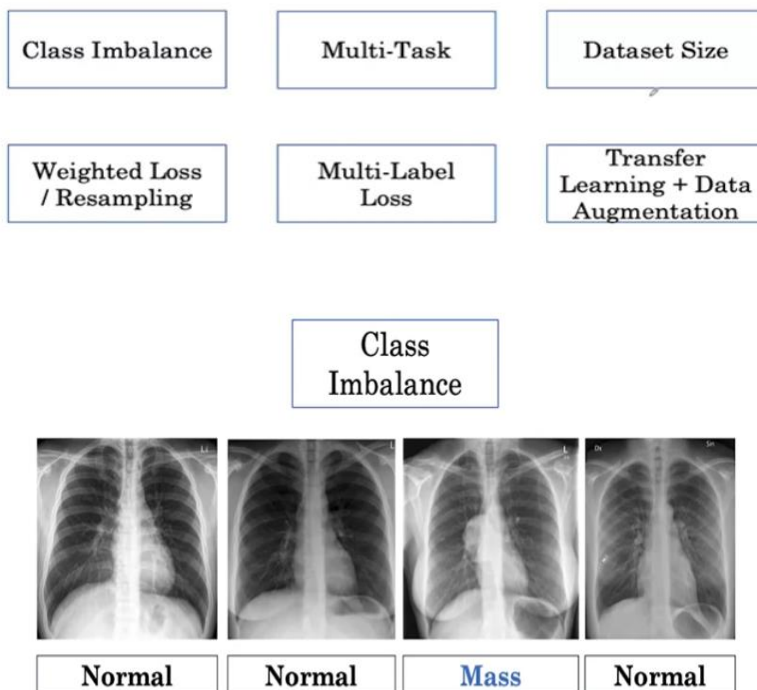 Class Imbalance
Multi-Task
Dataset Size
Weighted Loss
/ Resampling
Multi-Label
Loss
Transfer
Learning + Data
Augmentation
Class
Imbalance
L
Normal
Normal
Mass
Normal